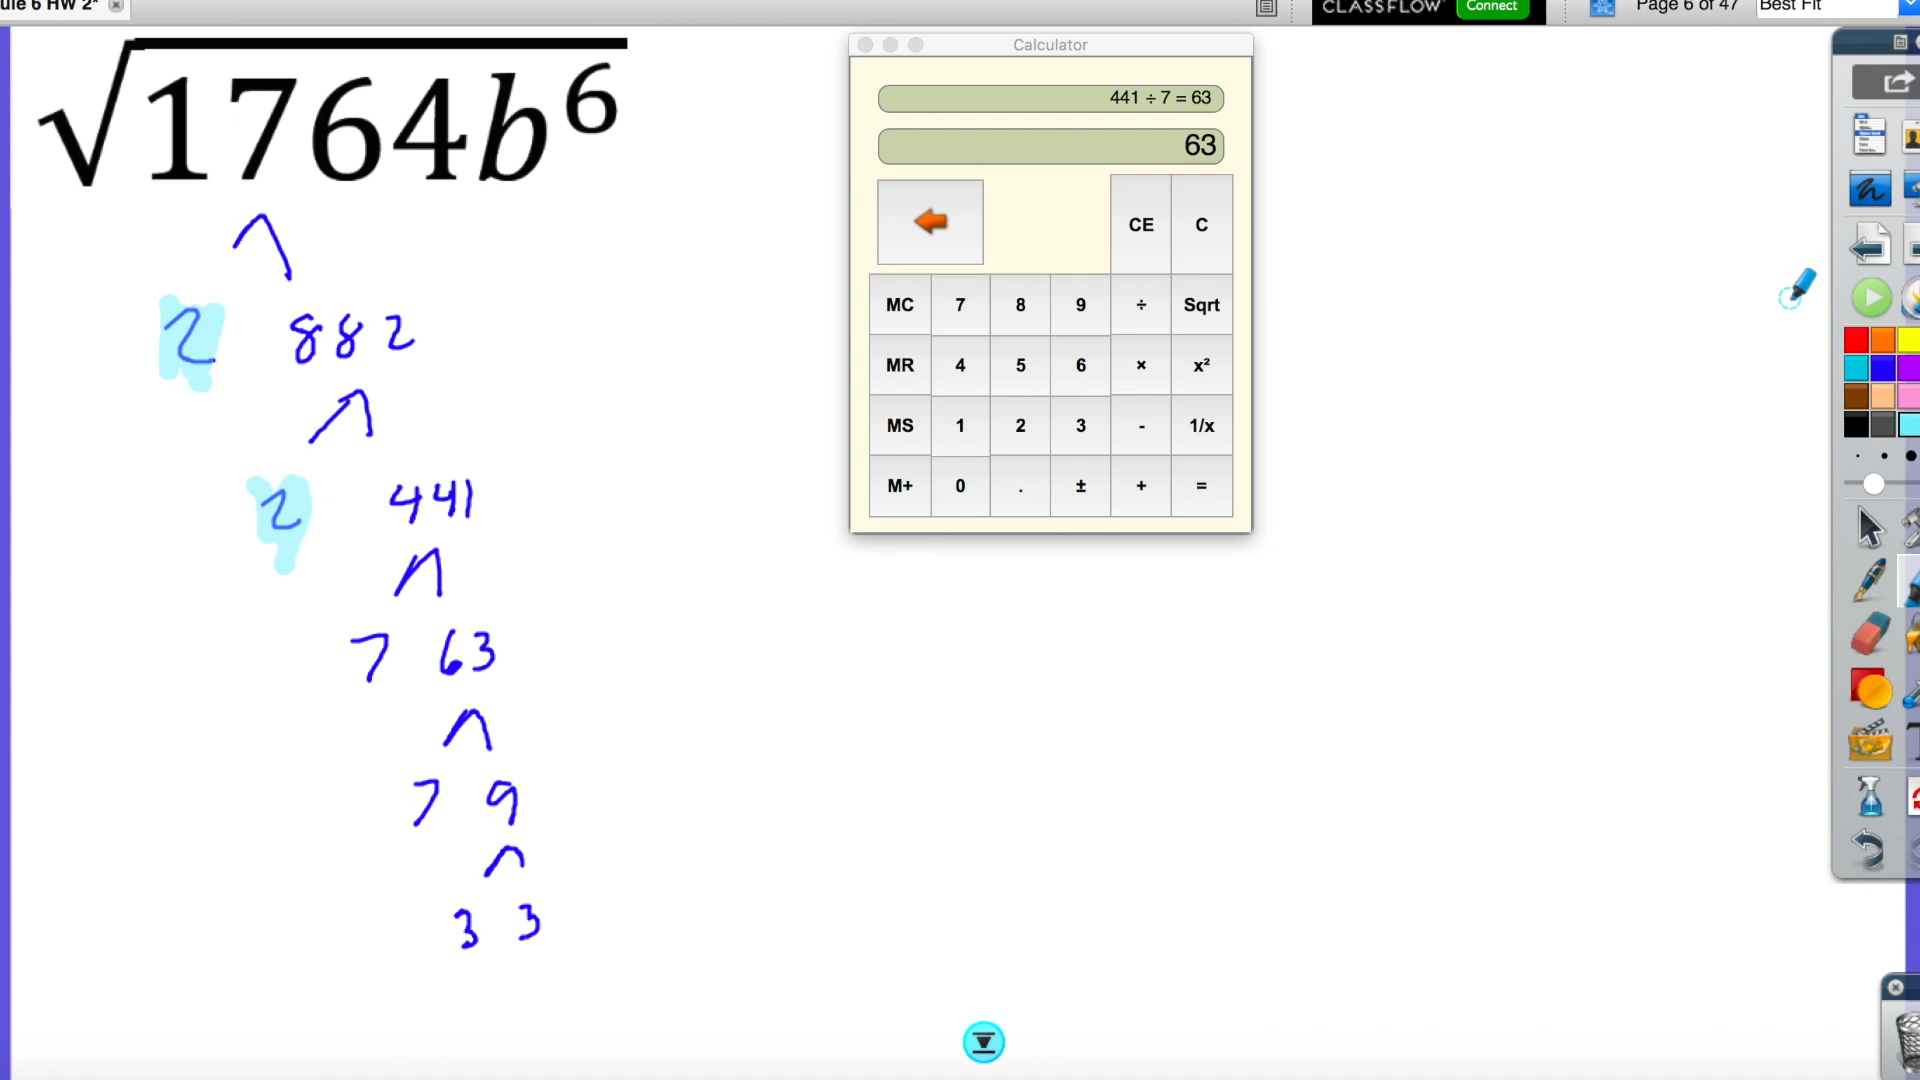 ule 6 HW 2*
CLASSFLOW Connect
Page 6 of 47 Best Fit
√1764b⁶
2 882
2 441
7 63
7 9
3 3
Calculator
441 ÷ 7 = 63
63
CE C
MC 7 8 9 ÷ Sqrt
MR 4 5 6 × x²
MS 1 2 3 - 1/x
M+ 0 . ± + =